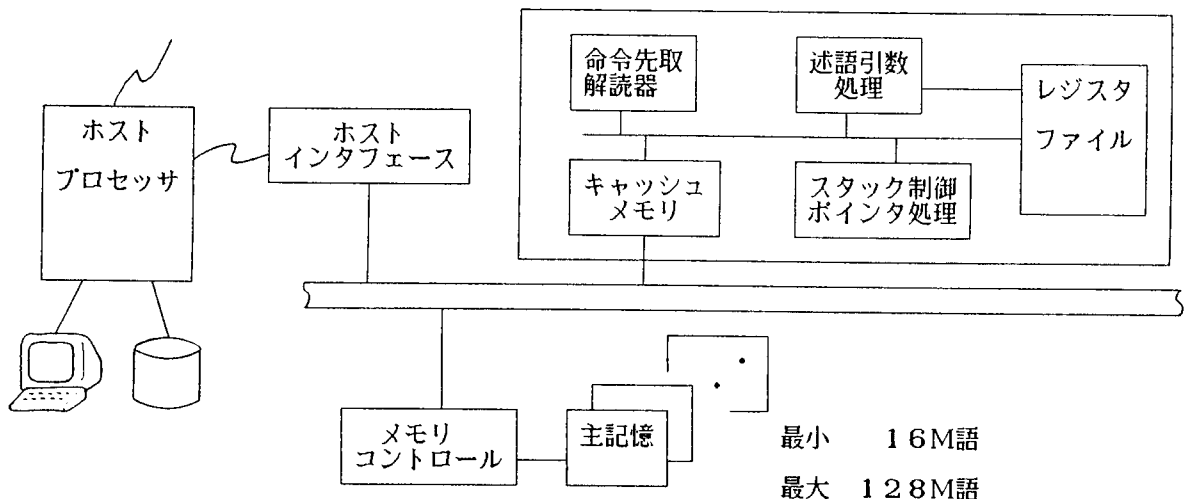 ホスト
プロセッサ
ホスト
インタフェース
命令先取
解読器
述語引数
処理
レジスタ
ファイル
キャッシュ
メモリ
スタック制御
ポインタ処理
メモリ
コントロール
主記憶
最小　１６Ｍ語
最大　１２８Ｍ語